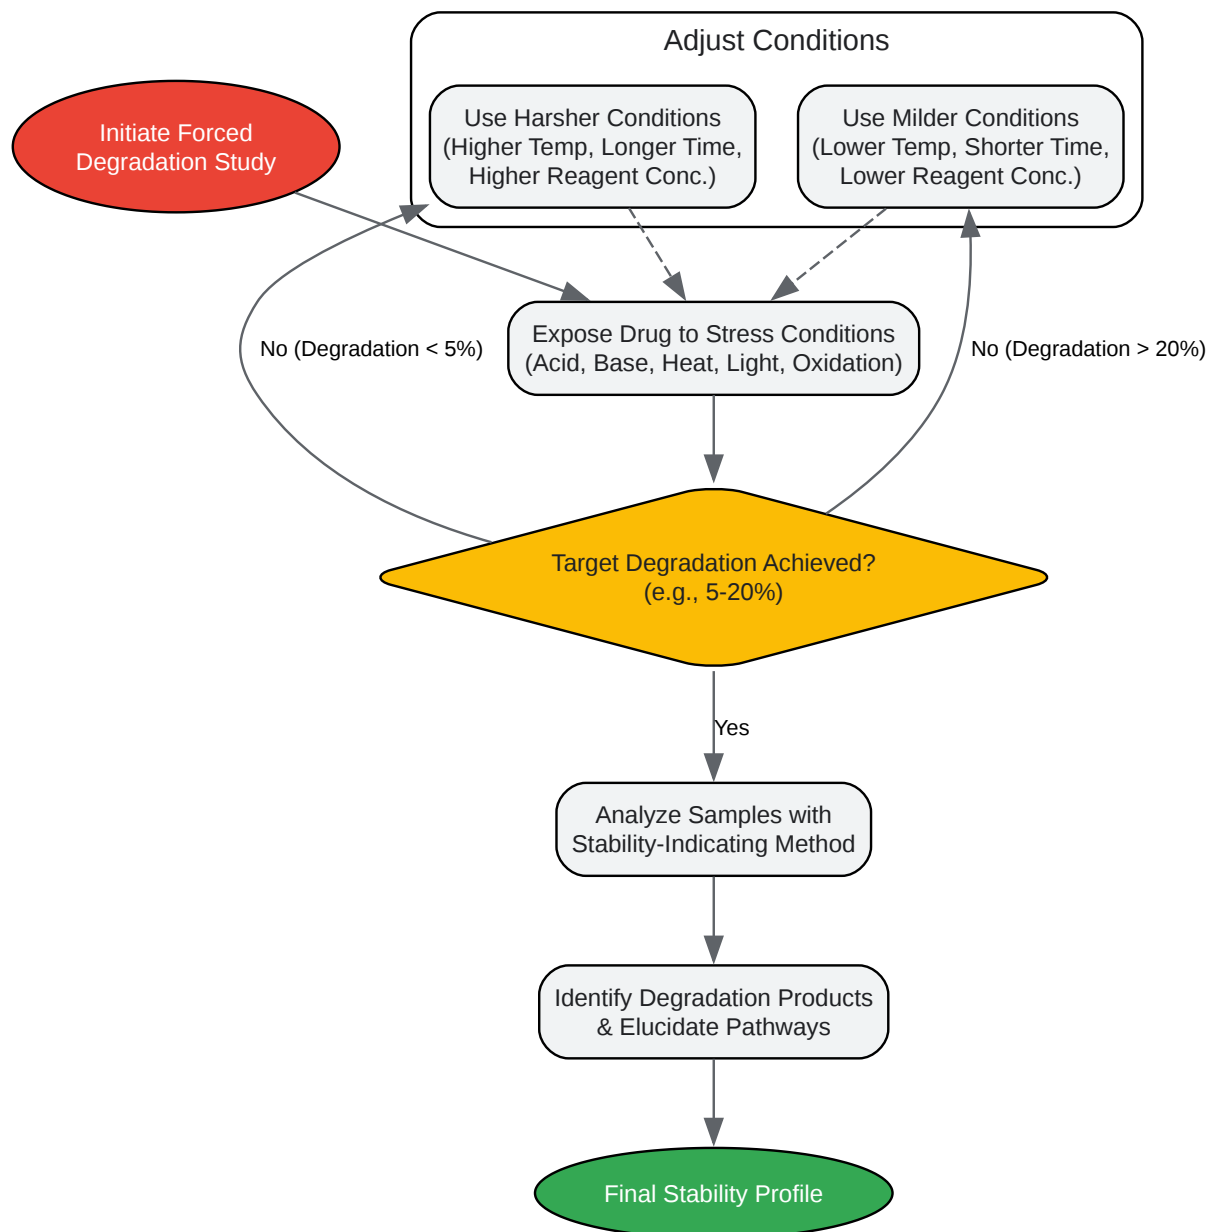 Adjust Conditions
Initiate Forced
Degradation Study
Use Harsher Conditions
(Higher Temp, Longer Time,
Higher Reagent Conc.)
Use Milder Conditions
(Lower Temp, Shorter Time,
Lower Reagent Conc.)
Expose Drug to Stress Conditions
(Acid, Base, Heat, Light, Oxidation)
No (Degradation < 5%)
No (Degradation > 20%)
Target Degradation Achieved?
(e.g., 5-20%)
Yes
Analyze Samples with
Stability-Indicating Method
Identify Degradation Products
& Elucidate Pathways
Final Stability Profile